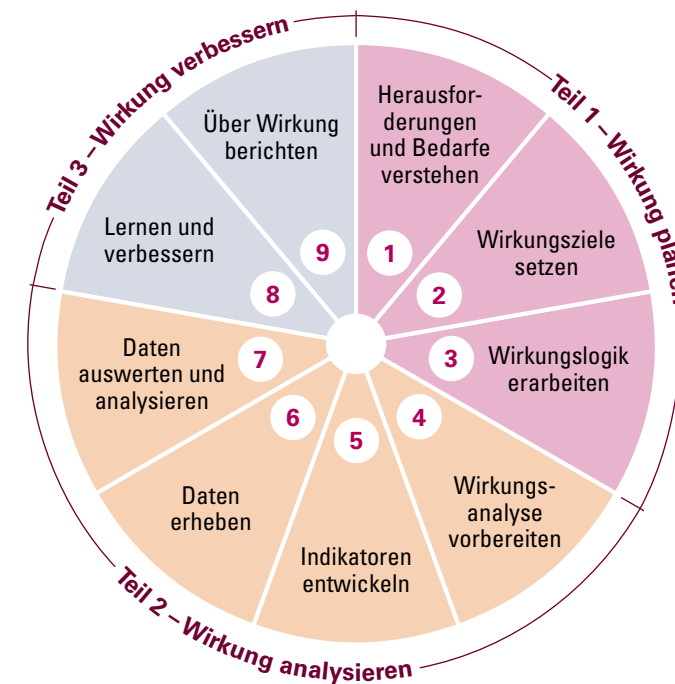 Teil 1 – Wirkung planen
Herausfor-
derungen
und Bedarfe
verstehen
1
Wirkungsziele
setzen
2
Wirkungslogik
erarbeiten
3
Teil 2 – Wirkung analysieren
Wirkungs-
analyse
vorbereiten
4
Indikatoren
entwickeln
5
Daten
erheben
6
Daten
auswerten und
analysieren
7
Teil 3 – Wirkung verbessern
Lernen und
verbessern
8
Über Wirkung
berichten
9